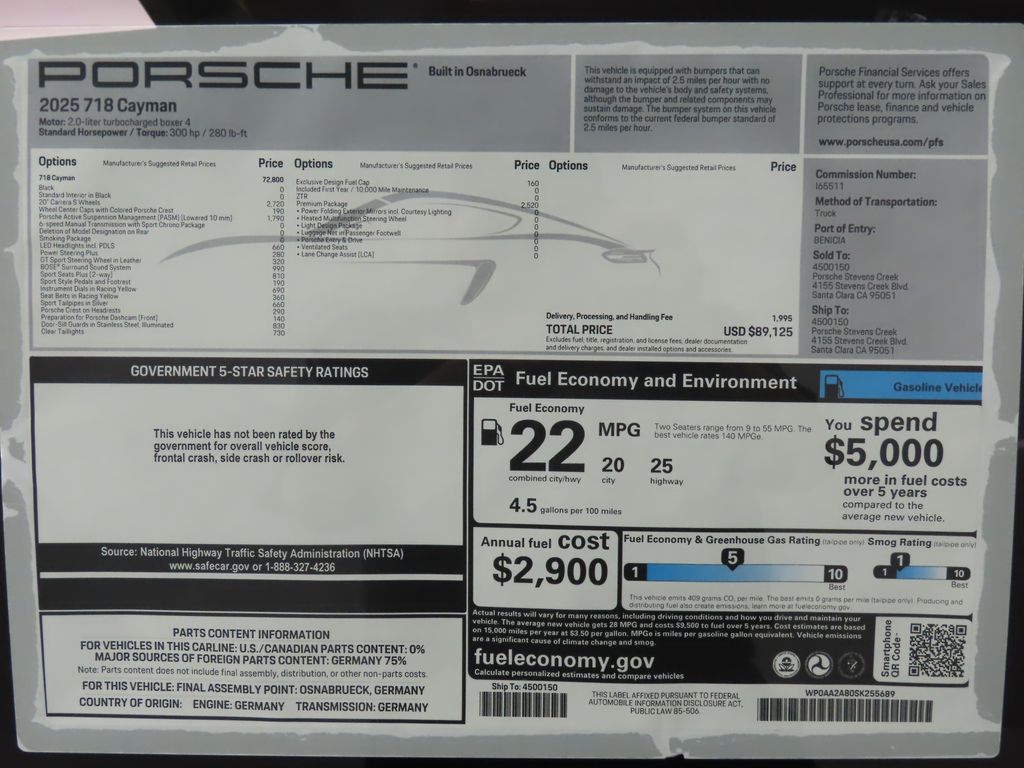 PORSCHE® Built in Osnabrueck
2025 718 Cayman
Motor: 2.0-liter turbocharged boxer 4
Standard Horsepower / Torque: 300 hp / 280 lb-ft
This vehicle is equipped with bumpers that can
withstand an impact of 2.5 miles per hour with no
damage to the vehicle's body and safety systems,
although the bumper and related components may
sustain damage. The bumper system on this vehicle
conforms to the current federal bumper standard of
2.5 miles per hour.
Porsche Financial Services offers
support at every turn. Ask your Sales
Professional for more information on
Porsche lease, finance and vehicle
protections programs.
www.porscheusa.com/pfs
Options Manufacturer's Suggested Retail Prices Price
718 Cayman 72,800
Black 0
Standard Interior in Black 0
20" Carrera S Wheels 2,720
Wheel Center Caps with Colored Porsche Crest 190
Porsche Active Suspension Management (PASM) (Lowered 10 mm) 1,790
6-speed Manual Transmission with Sport Chrono Package 0
Deletion of Model Designation on Rear 0
Smoking Package 0
LED Headlights incl. PDLS 660
Power Steering Plus 280
GT Sport Steering Wheel in Leather 320
BOSE® Surround Sound System 990
Sport Seats Plus (2-way) 810
Sport Style Pedals and Footrest 190
Instrument Dials in Racing Yellow 690
Seat Belts in Racing Yellow 360
Sport Tailpipes in Silver 660
Porsche Crest on Headrests 290
Preparation for Porsche Dashcam (Front) 140
Door-Sill Guards in Stainless Steel, Illuminated 830
Clear Taillights 730
Options Manufacturer's Suggested Retail Prices Price
Exclusive Design Fuel Cap 160
Included First Year / 10,000 Mile Maintenance 0
ZTR 0
Premium Package 2,520
• Power Folding Exterior Mirrors incl. Courtesy Lighting 0
• Heated Multifunction Steering Wheel 0
• Light Design Package 0
• Luggage Net in Passenger Footwell 0
• Porsche Entry & Drive 0
• Ventilated Seats 0
• Lane Change Assist (LCA) 0
Options Manufacturer's Suggested Retail Prices Price
Delivery, Processing, and Handling Fee 1,995
TOTAL PRICE USD $89,125
Excludes fuel, title, registration, and license fees, dealer documentation
and delivery charges, and dealer installed options and accessories.
Commission Number:
I65511
Method of Transportation:
Truck
Port of Entry:
BENICIA
Sold To:
4500150
Porsche Stevens Creek
4155 Stevens Creek Blvd.
Santa Clara CA 95051
Ship To:
4500150
Porsche Stevens Creek
4155 Stevens Creek Blvd.
Santa Clara CA 95051
GOVERNMENT 5-STAR SAFETY RATINGS
This vehicle has not been rated by the
government for overall vehicle score,
frontal crash, side crash or rollover risk.
Source: National Highway Traffic Safety Administration (NHTSA)
www.safecar.gov or 1-888-327-4236
PARTS CONTENT INFORMATION
FOR VEHICLES IN THIS CARLINE: U.S./CANADIAN PARTS CONTENT: 0%
MAJOR SOURCES OF FOREIGN PARTS CONTENT: GERMANY 75%
Note: Parts content does not include final assembly, distribution, or other non-parts costs.
FOR THIS VEHICLE: FINAL ASSEMBLY POINT: OSNABRUECK, GERMANY
COUNTRY OF ORIGIN: ENGINE: GERMANY TRANSMISSION: GERMANY
EPA
DOT
Fuel Economy and Environment
Gasoline Vehicle
Fuel Economy
22 MPG
combined city/hwy
20 city
25 highway
4.5 gallons per 100 miles
Two Seaters range from 9 to 55 MPG. The
best vehicle rates 140 MPGe.
You spend
$5,000
more in fuel costs
over 5 years
compared to the
average new vehicle.
Annual fuel cost
$2,900
Fuel Economy & Greenhouse Gas Rating (tailpipe only)
1 5 10
Best
Smog Rating (tailpipe only)
1 1 10
Best
This vehicle emits 409 grams CO₂ per mile. The best emits 0 grams per mile (tailpipe only). Producing and
distributing fuel also create emissions; learn more at fueleconomy.gov.
Actual results will vary for many reasons, including driving conditions and how you drive and maintain your
vehicle. The average new vehicle gets 28 MPG and costs $9,500 to fuel over 5 years. Cost estimates are based
on 15,000 miles per year at $3.50 per gallon. MPGe is miles per gasoline gallon equivalent. Vehicle emissions
are a significant cause of climate change and smog.
fueleconomy.gov
Calculate personalized estimates and compare vehicles
Smartphone
QR Code™
Ship To: 4500150
THIS LABEL AFFIXED PURSUANT TO FEDERAL
AUTOMOBILE INFORMATION DISCLOSURE ACT,
PUBLIC LAW 85-506.
WP0AA2A80SK255689